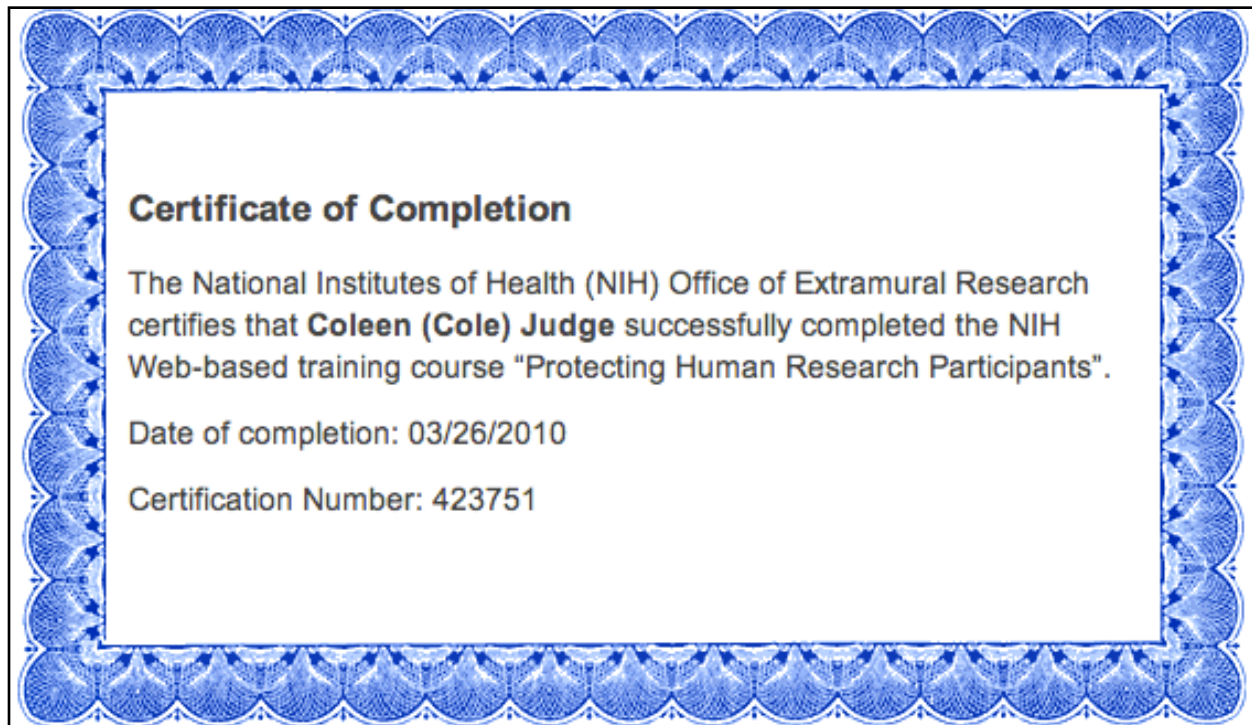 Certificate of Completion
The National Institutes of Health (NIH) Office of Extramural Research
certifies that Coleen (Cole) Judge successfully completed the NIH
Web-based training course “Protecting Human Research Participants”.
Date of completion: 03/26/2010
Certification Number: 423751